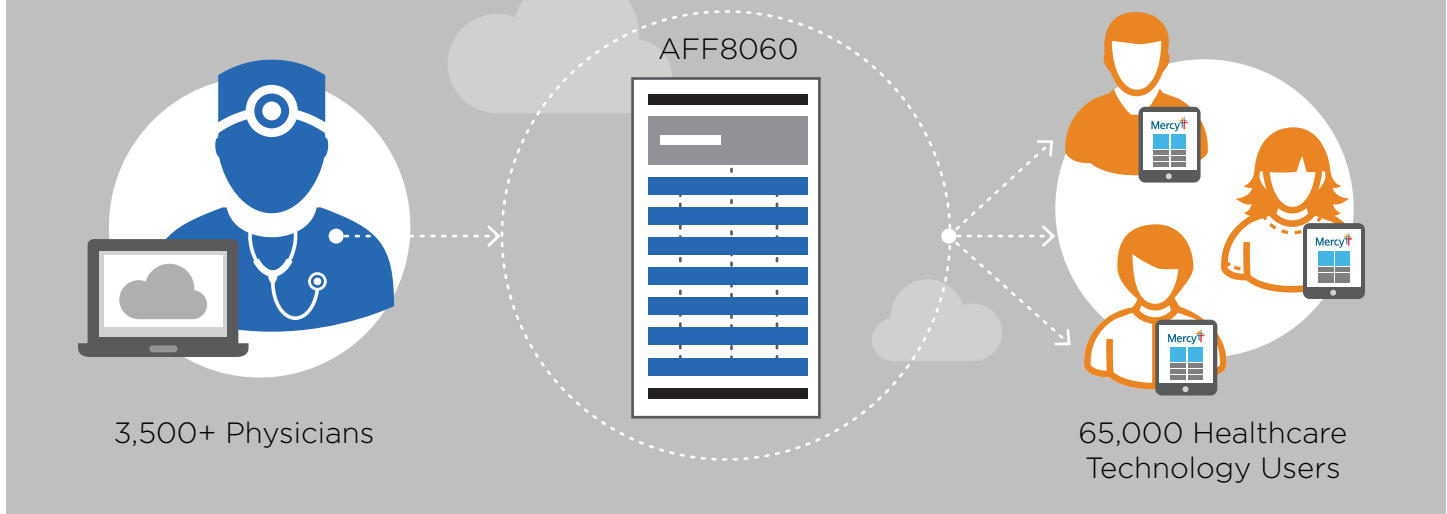 AFF8060
Mercy
Mercy
Mercy
3,500+ Physicians
65,000 Healthcare
Technology Users